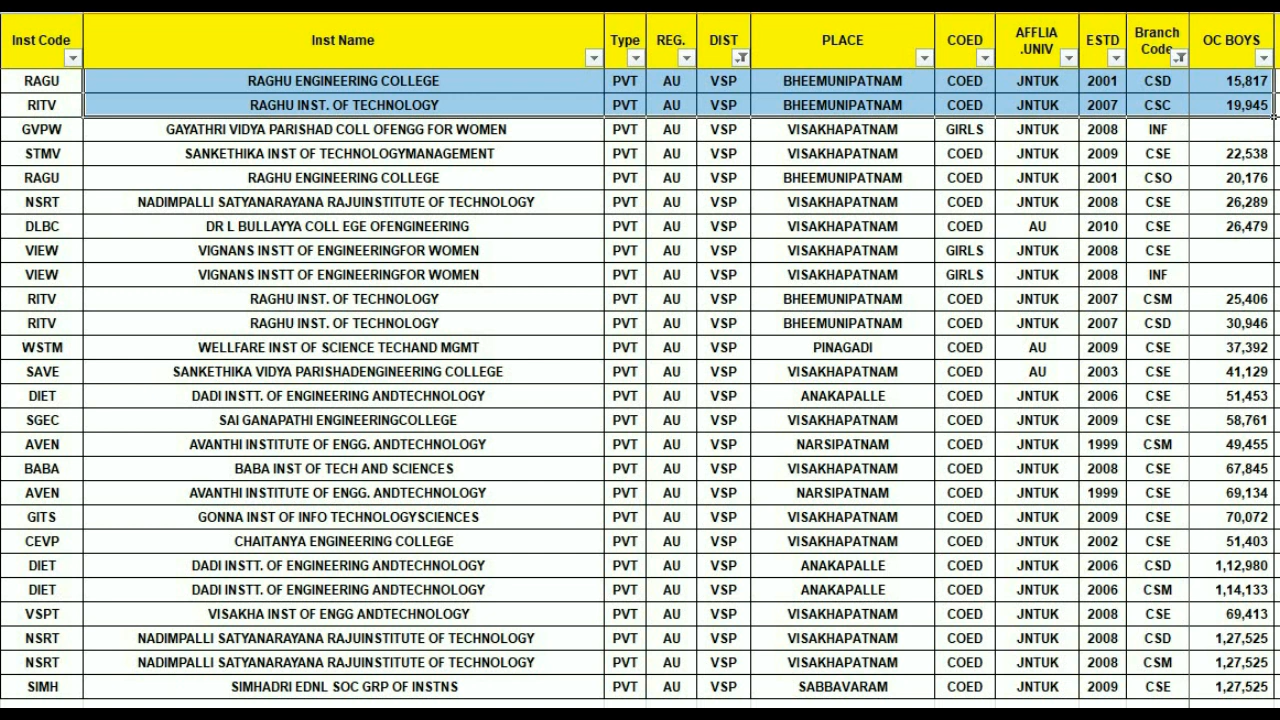 Inst Code Inst Name Type REG. DIST PLACE COED AFFLIA .UNIV ESTD Branch Code OC BOYS
RAGU RAGHU ENGINEERING COLLEGE PVT AU VSP BHEEMUNIPATNAM COED JNTUK 2001 CSD 15,817
RITV RAGHU INST. OF TECHNOLOGY PVT AU VSP BHEEMUNIPATNAM COED JNTUK 2007 CSC 19,945
GVPW GAYATHRI VIDYA PARISHAD COLL OFENGG FOR WOMEN PVT AU VSP VISAKHAPATNAM GIRLS JNTUK 2008 INF
STMV SANKETHIKA INST OF TECHNOLOGYMANAGEMENT PVT AU VSP VISAKHAPATNAM COED JNTUK 2009 CSE 22,538
RAGU RAGHU ENGINEERING COLLEGE PVT AU VSP BHEEMUNIPATNAM COED JNTUK 2001 CSO 20,176
NSRT NADIMPALLI SATYANARAYANA RAJUINSTITUTE OF TECHNOLOGY PVT AU VSP VISAKHAPATNAM COED JNTUK 2008 CSE 26,289
DLBC DR L BULLAYYA COLL EGE OFENGINEERING PVT AU VSP VISAKHAPATNAM COED AU 2010 CSE 26,479
VIEW VIGNANS INSTT OF ENGINEERINGFOR WOMEN PVT AU VSP VISAKHAPATNAM GIRLS JNTUK 2008 CSE
VIEW VIGNANS INSTT OF ENGINEERINGFOR WOMEN PVT AU VSP VISAKHAPATNAM GIRLS JNTUK 2008 INF
RITV RAGHU INST. OF TECHNOLOGY PVT AU VSP BHEEMUNIPATNAM COED JNTUK 2007 CSM 25,406
RITV RAGHU INST. OF TECHNOLOGY PVT AU VSP BHEEMUNIPATNAM COED JNTUK 2007 CSD 30,946
WSTM WELLFARE INST OF SCIENCE TECHAND MGMT PVT AU VSP PINAGADI COED AU 2009 CSE 37,392
SAVE SANKETHIKA VIDYA PARISHADENGINEERING COLLEGE PVT AU VSP VISAKHAPATNAM COED AU 2003 CSE 41,129
DIET DADI INSTT. OF ENGINEERING ANDTECHNOLOGY PVT AU VSP ANAKAPALLE COED JNTUK 2006 CSE 51,453
SGEC SAI GANAPATHI ENGINEERINGCOLLEGE PVT AU VSP VISAKHAPATNAM COED JNTUK 2009 CSE 58,761
AVEN AVANTHI INSTITUTE OF ENGG. ANDTECHNOLOGY PVT AU VSP NARSIPATNAM COED JNTUK 1999 CSM 49,455
BABA BABA INST OF TECH AND SCIENCES PVT AU VSP VISAKHAPATNAM COED JNTUK 2008 CSE 67,845
AVEN AVANTHI INSTITUTE OF ENGG. ANDTECHNOLOGY PVT AU VSP NARSIPATNAM COED JNTUK 1999 CSE 69,134
GITS GONNA INST OF INFO TECHNOLOGYSCIENCES PVT AU VSP VISAKHAPATNAM COED JNTUK 2009 CSE 70,072
CEVP CHAITANYA ENGINEERING COLLEGE PVT AU VSP VISAKHAPATNAM COED JNTUK 2002 CSE 51,403
DIET DADI INSTT. OF ENGINEERING ANDTECHNOLOGY PVT AU VSP ANAKAPALLE COED JNTUK 2006 CSD 1,12,980
DIET DADI INSTT. OF ENGINEERING ANDTECHNOLOGY PVT AU VSP ANAKAPALLE COED JNTUK 2006 CSM 1,14,133
VSPT VISAKHA INST OF ENGG ANDTECHNOLOGY PVT AU VSP VISAKHAPATNAM COED JNTUK 2008 CSE 69,413
NSRT NADIMPALLI SATYANARAYANA RAJUINSTITUTE OF TECHNOLOGY PVT AU VSP VISAKHAPATNAM COED JNTUK 2008 CSD 1,27,525
NSRT NADIMPALLI SATYANARAYANA RAJUINSTITUTE OF TECHNOLOGY PVT AU VSP VISAKHAPATNAM COED JNTUK 2008 CSM 1,27,525
SIMH SIMHADRI EDNL SOC GRP OF INSTNS PVT AU VSP SABBAVARAM COED JNTUK 2009 CSE 1,27,525